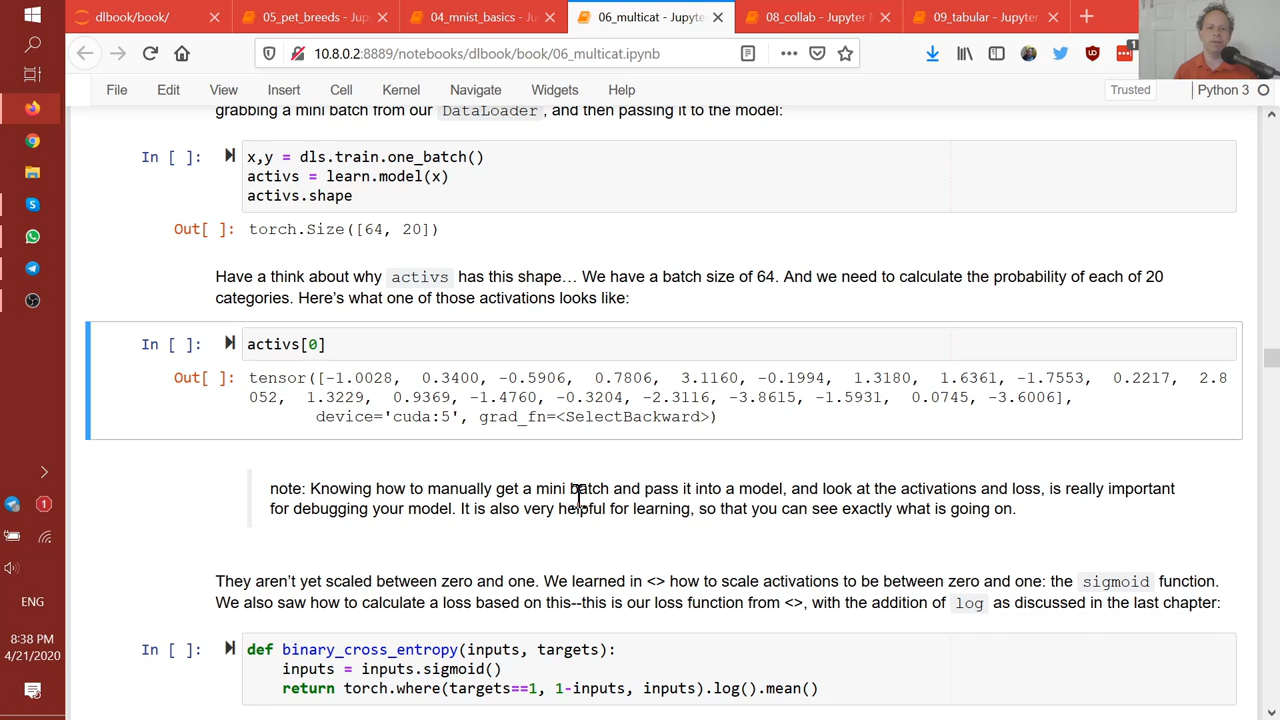 dlbook/book/
05_pet_breeds - Jupyte
04_mnist_basics - Jupyt
06_multicat - Jupyter
08_collab - Jupyter
09_tabular - Jupyter
10.8.0.2:8889/notebooks/dlbook/book/06_multicat.ipynb
1
File Edit View Insert Cell Kernel Navigate Widgets Help
Trusted
Python 3
grabbing a mini batch from our DataLoader, and then passing it to the model:
In [ ]: x,y = dls.train.one_batch()
activs = learn.model(x)
activs.shape
Out[ ]: torch.Size([64, 20])
Have a think about why activs has this shape… We have a batch size of 64. And we need to calculate the probability of each of 20
categories. Here's what one of those activations looks like:
In [ ]: activs[0]
Out[ ]: tensor([-1.0028, 0.3400, -0.5906, 0.7806, 3.1160, -0.1994, 1.3180, 1.6361, -1.7553, 0.2217, 2.8
052, 1.3229, 0.9369, -1.4760, -0.3204, -2.3116, -3.8615, -1.5931, 0.0745, -3.6006],
device='cuda:5', grad_fn=<SelectBackward>)
note: Knowing how to manually get a mini batch and pass it into a model, and look at the activations and loss, is really important
for debugging your model. It is also very helpful for learning, so that you can see exactly what is going on.
They aren't yet scaled between zero and one. We learned in <> how to scale activations to be between zero and one: the sigmoid function.
We also saw how to calculate a loss based on this--this is our loss function from <>, with the addition of log as discussed in the last chapter:
In [ ]: def binary_cross_entropy(inputs, targets):
inputs = inputs.sigmoid()
return torch.where(targets==1, 1-inputs, inputs).log().mean()
1
ENG
8:38 PM
4/21/2020